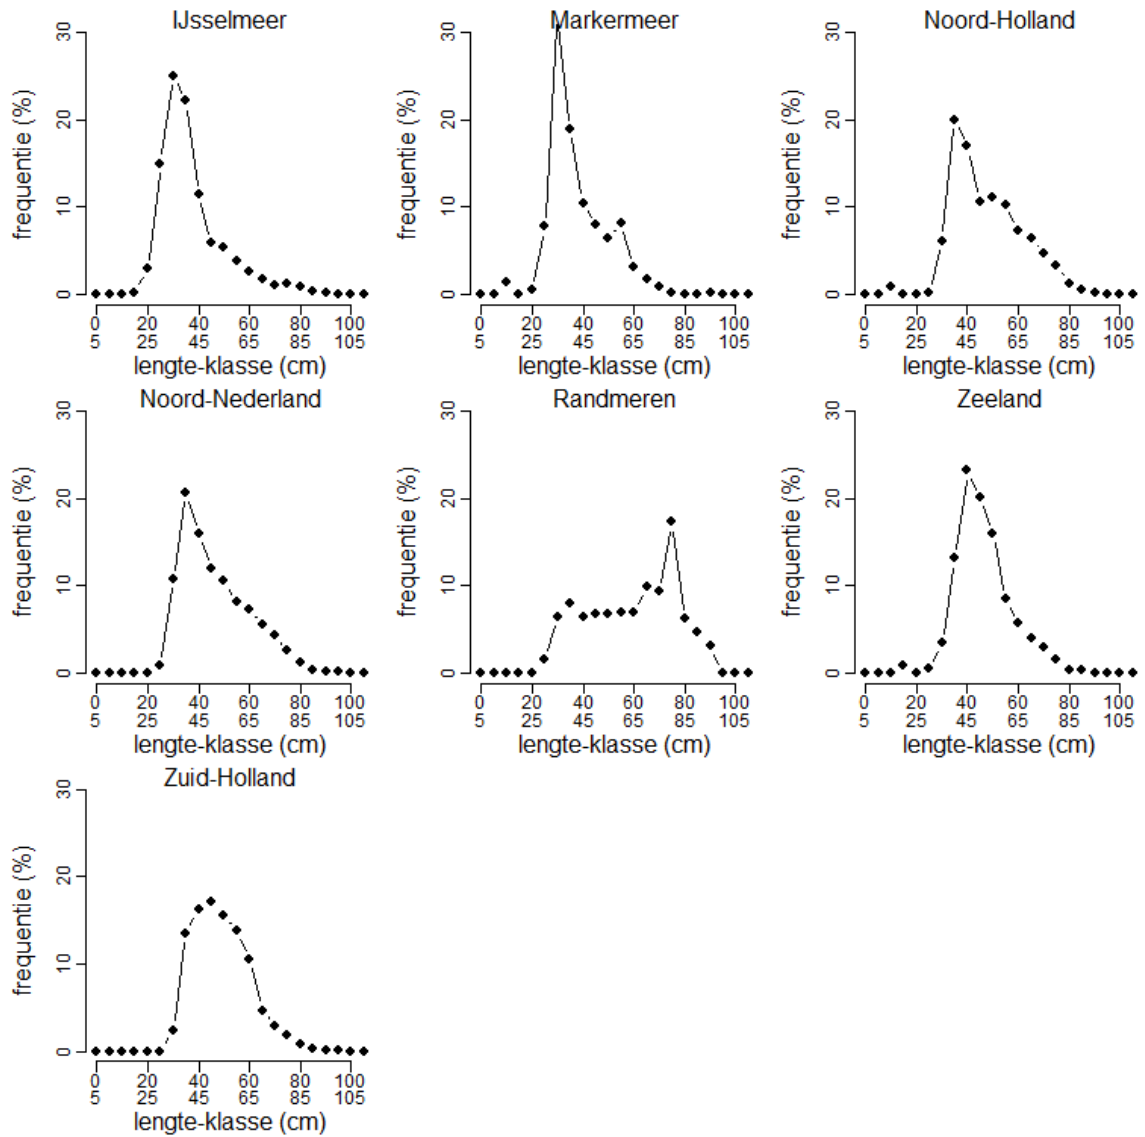 IJsselmeer
frequentie (%)
30
20
10
0
0 20 40 60 80 100
5 25 45 65 85 105
lengte-klasse (cm)
Markermeer
frequentie (%)
30
20
10
0
0 20 40 60 80 100
5 25 45 65 85 105
lengte-klasse (cm)
Noord-Holland
frequentie (%)
30
20
10
0
0 20 40 60 80 100
5 25 45 65 85 105
lengte-klasse (cm)
Noord-Nederland
frequentie (%)
30
20
10
0
0 20 40 60 80 100
5 25 45 65 85 105
lengte-klasse (cm)
Randmeren
frequentie (%)
30
20
10
0
0 20 40 60 80 100
5 25 45 65 85 105
lengte-klasse (cm)
Zeeland
frequentie (%)
30
20
10
0
0 20 40 60 80 100
5 25 45 65 85 105
lengte-klasse (cm)
Zuid-Holland
frequentie (%)
30
20
10
0
0 20 40 60 80 100
5 25 45 65 85 105
lengte-klasse (cm)